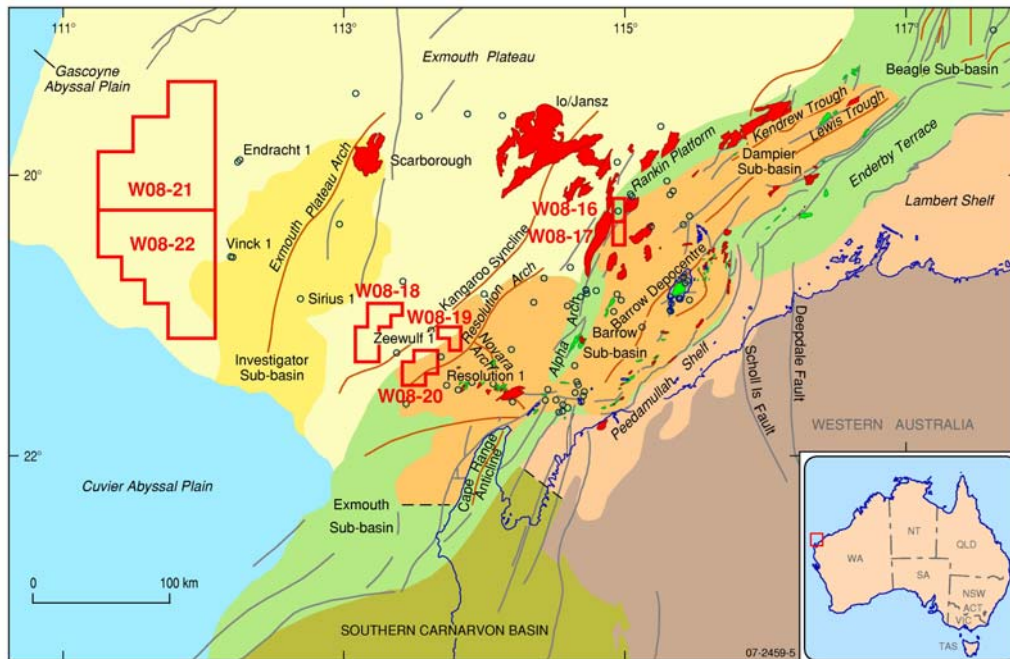 111°
113°
115°
117°
Gascoyne
Abyssal Plain
Exmouth Plateau
Beagle Sub-basin
Io/Jansz
Kendrew Trough
Lewis Trough
Endracht 1
Scarborough
Rankin Platform
Dampier
Sub-basin
Enderby Terrace
20°
20°
W08-21
Exmouth Plateau Arch
W08-16
Lambert Shelf
W08-22
W08-17
Vinck 1
Kangaroo Syncline
Sirius 1
W08-18
Resolution Arch
Barrow Depocentre
W08-19
Zeewulf 1
Novara
Arch
Alpha Arch
Barrow
Sub-basin
Investigator
Sub-basin
Resolution 1
W08-20
Peedamullah Shelf
Scholl Is Fault
Deepdale Fault
WESTERN AUSTRALIA
22°
22°
Cuvier Abyssal Plain
Cape Range
Anticline
Exmouth
Sub-basin
0
100 km
SOUTHERN CARNARVON BASIN
07-2459-5
NT
WA
QLD
SA
NSW
ACT
VIC
TAS